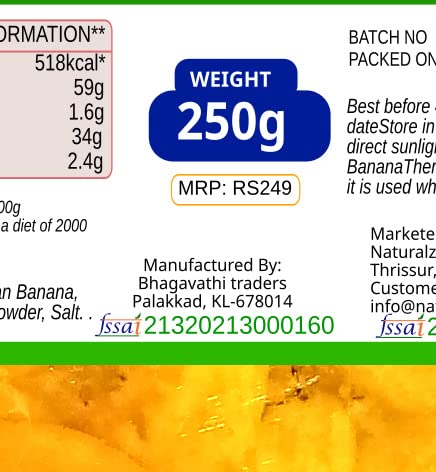 ORMATION**
518kcal*
59g
1.6g
34g
2.4g
00g
a diet of 2000
an Banana,
owder, Salt. .
WEIGHT
250g
MRP: RS249
Manufactured By:
Bhagavathi traders
Palakkad, KL-678014
fssai 21320213000160
BATCH NO
PACKED ON
Best before
dateStore in
direct sunlig
BananaTher
it is used wh
Markete
Naturalz
Thrissur,
Custome
info@na
fssai 2